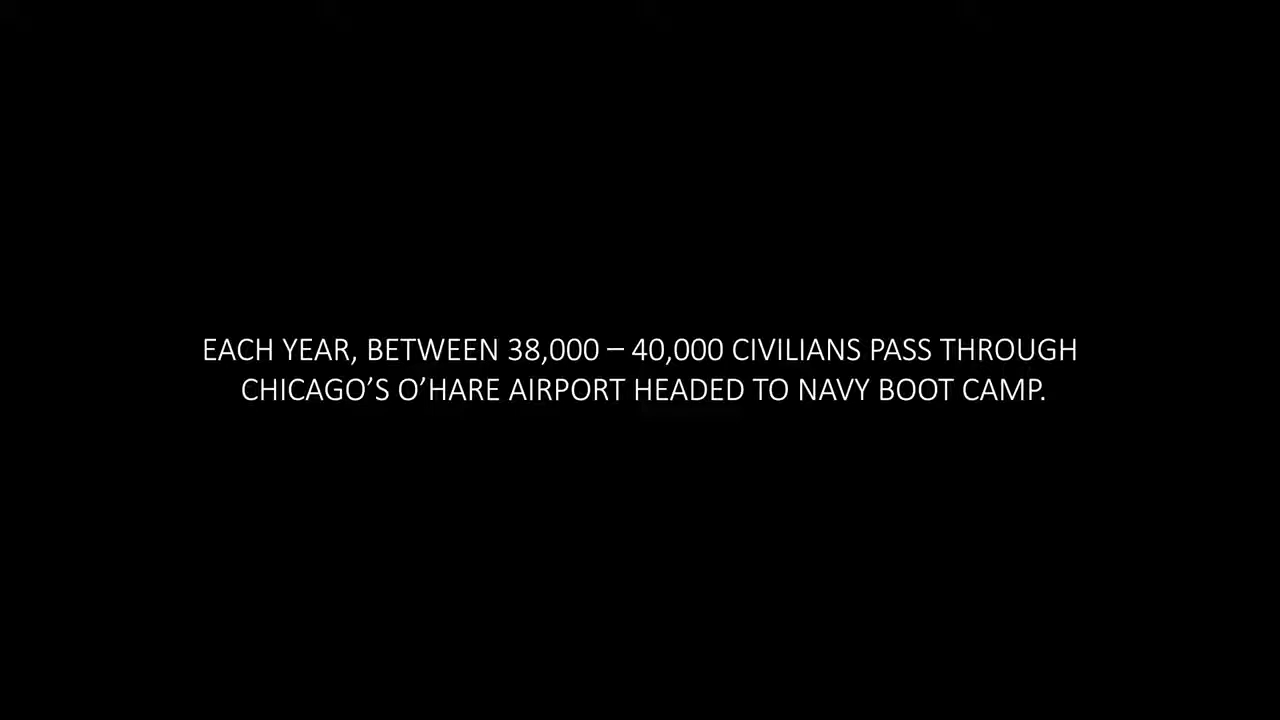 EACH YEAR, BETWEEN 38,000 – 40,000 CIVILIANS PASS THROUGH
CHICAGO’S O’HARE AIRPORT HEADED TO NAVY BOOT CAMP.